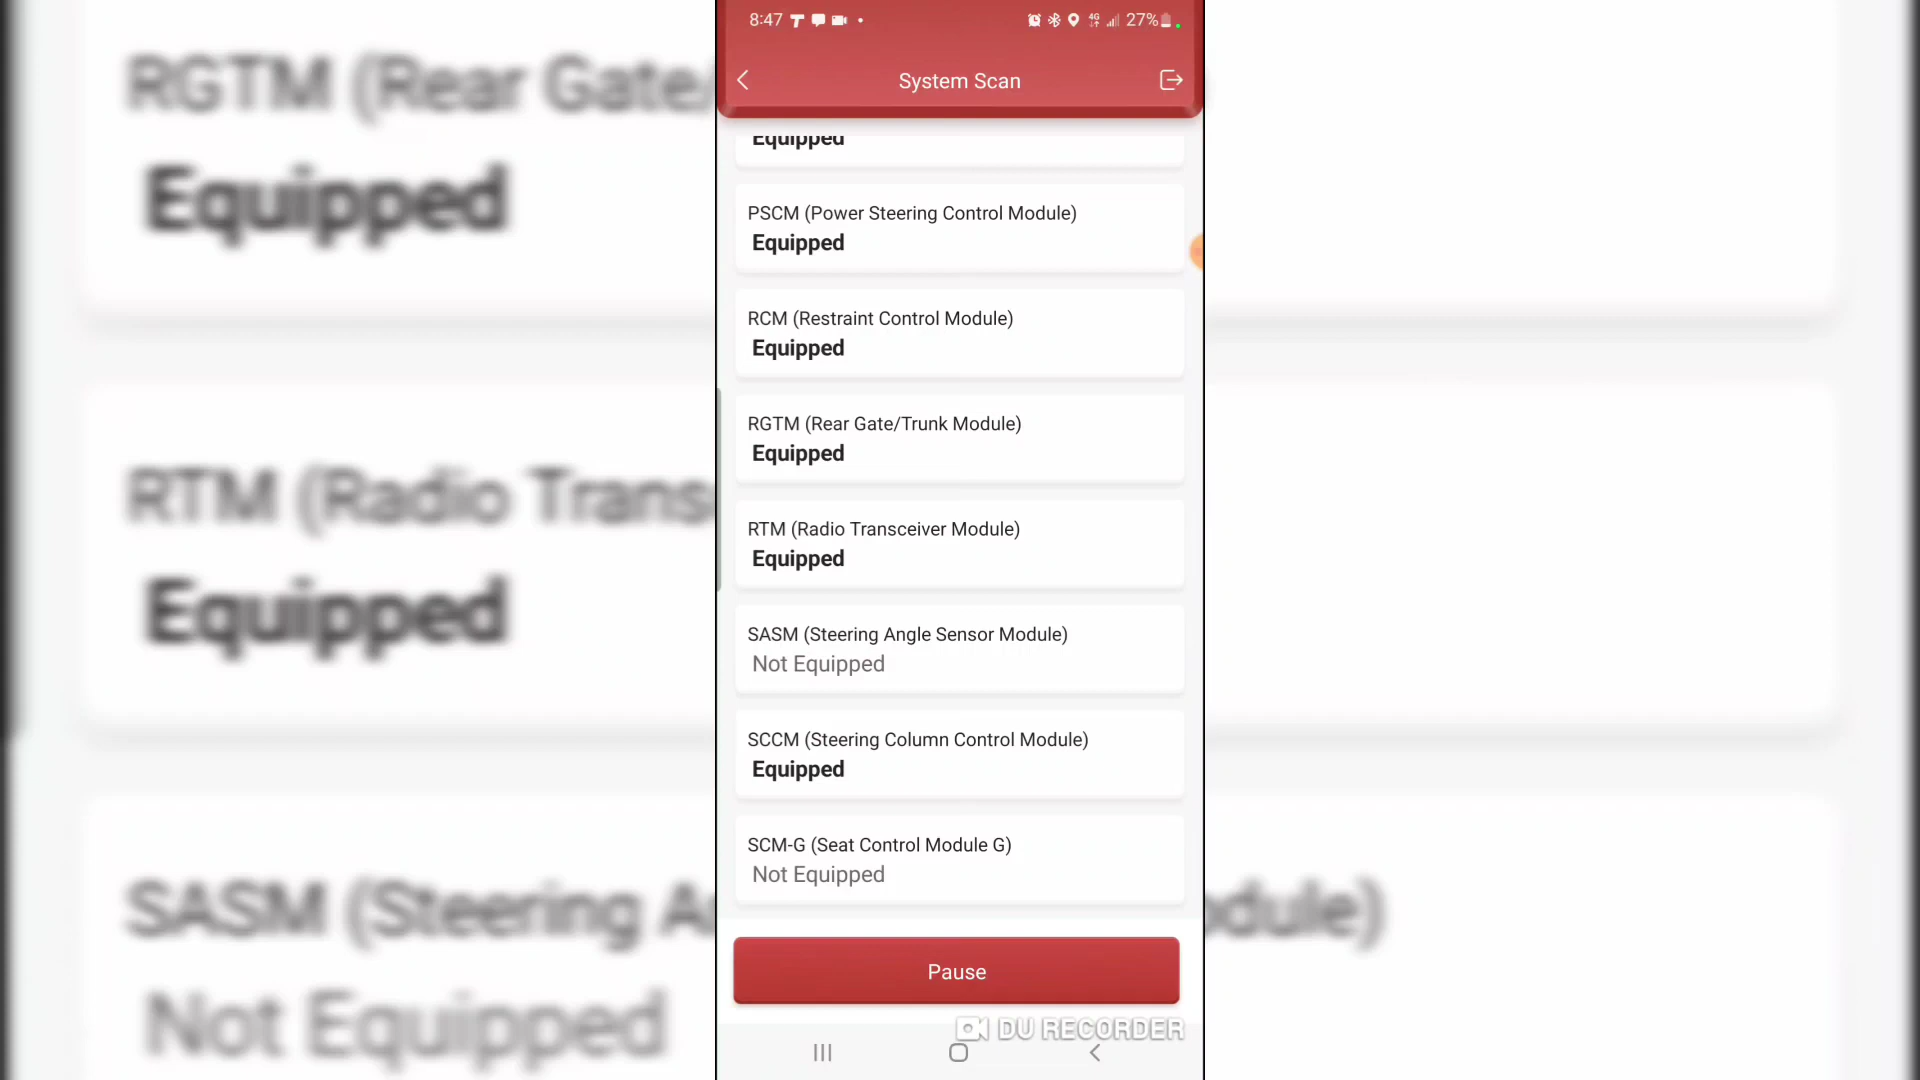 8:47
4G 27%
System Scan
Equipped
PSCM (Power Steering Control Module)
Equipped
RCM (Restraint Control Module)
Equipped
RGTM (Rear Gate/Trunk Module)
Equipped
RTM (Radio Transceiver Module)
Equipped
SASM (Steering Angle Sensor Module)
Not Equipped
SCCM (Steering Column Control Module)
Equipped
SCM-G (Seat Control Module G)
Not Equipped
Pause
DU RECORDER
RGTM (Rear Gate/
Equipped
RTM (Radio Trans
Equipped
SASM (Steering A
odule)
Not Equipped